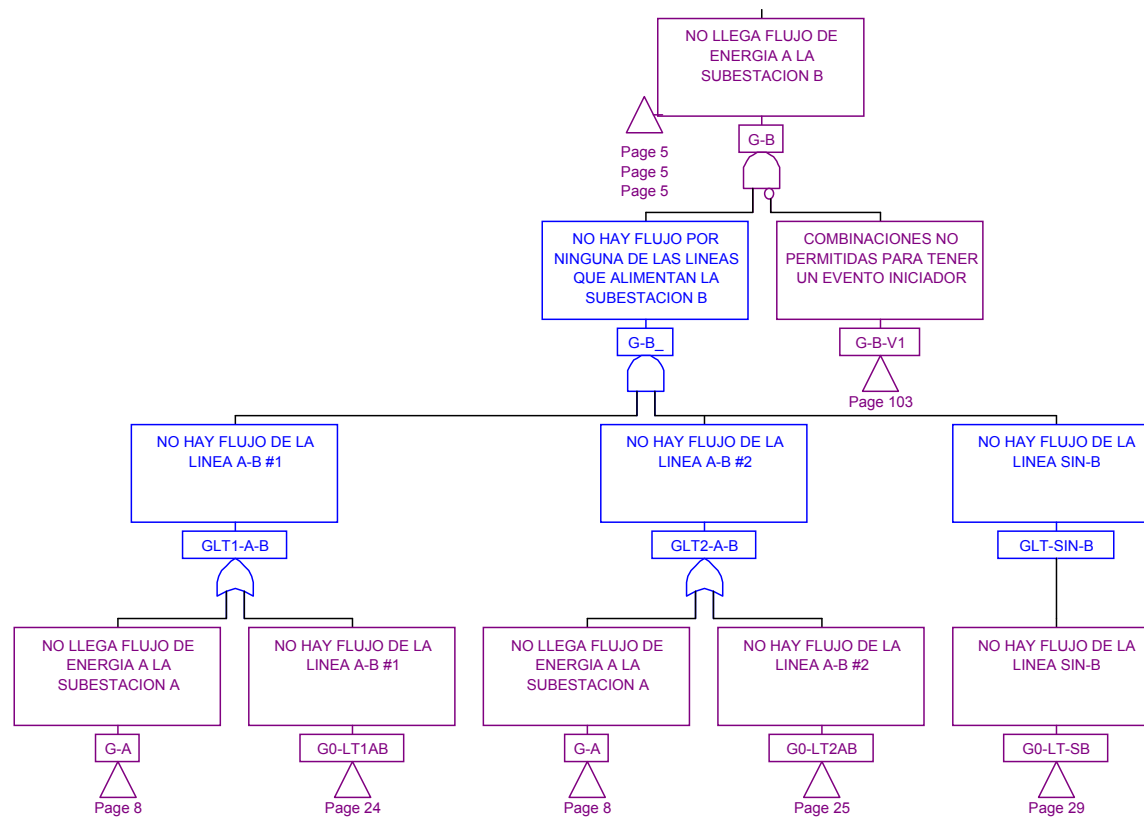 NO LLEGA FLUJO DE
ENERGIA A LA
SUBESTACION B
G-B
Page 5
Page 5
Page 5
NO HAY FLUJO POR
NINGUNA DE LAS LINEAS
QUE ALIMENTAN LA
SUBESTACION B
G-B_
COMBINACIONES NO
PERMITIDAS PARA TENER
UN EVENTO INICIADOR
G-B-V1
Page 103
NO HAY FLUJO DE LA
LINEA A-B #1
GLT1-A-B
NO HAY FLUJO DE LA
LINEA A-B #2
GLT2-A-B
NO HAY FLUJO DE LA
LINEA SIN-B
GLT-SIN-B
NO LLEGA FLUJO DE
ENERGIA A LA
SUBESTACION A
G-A
Page 8
NO HAY FLUJO DE LA
LINEA A-B #1
G0-LT1AB
Page 24
NO LLEGA FLUJO DE
ENERGIA A LA
SUBESTACION A
G-A
Page 8
NO HAY FLUJO DE LA
LINEA A-B #2
G0-LT2AB
Page 25
NO HAY FLUJO DE LA
LINEA SIN-B
G0-LT-SB
Page 29